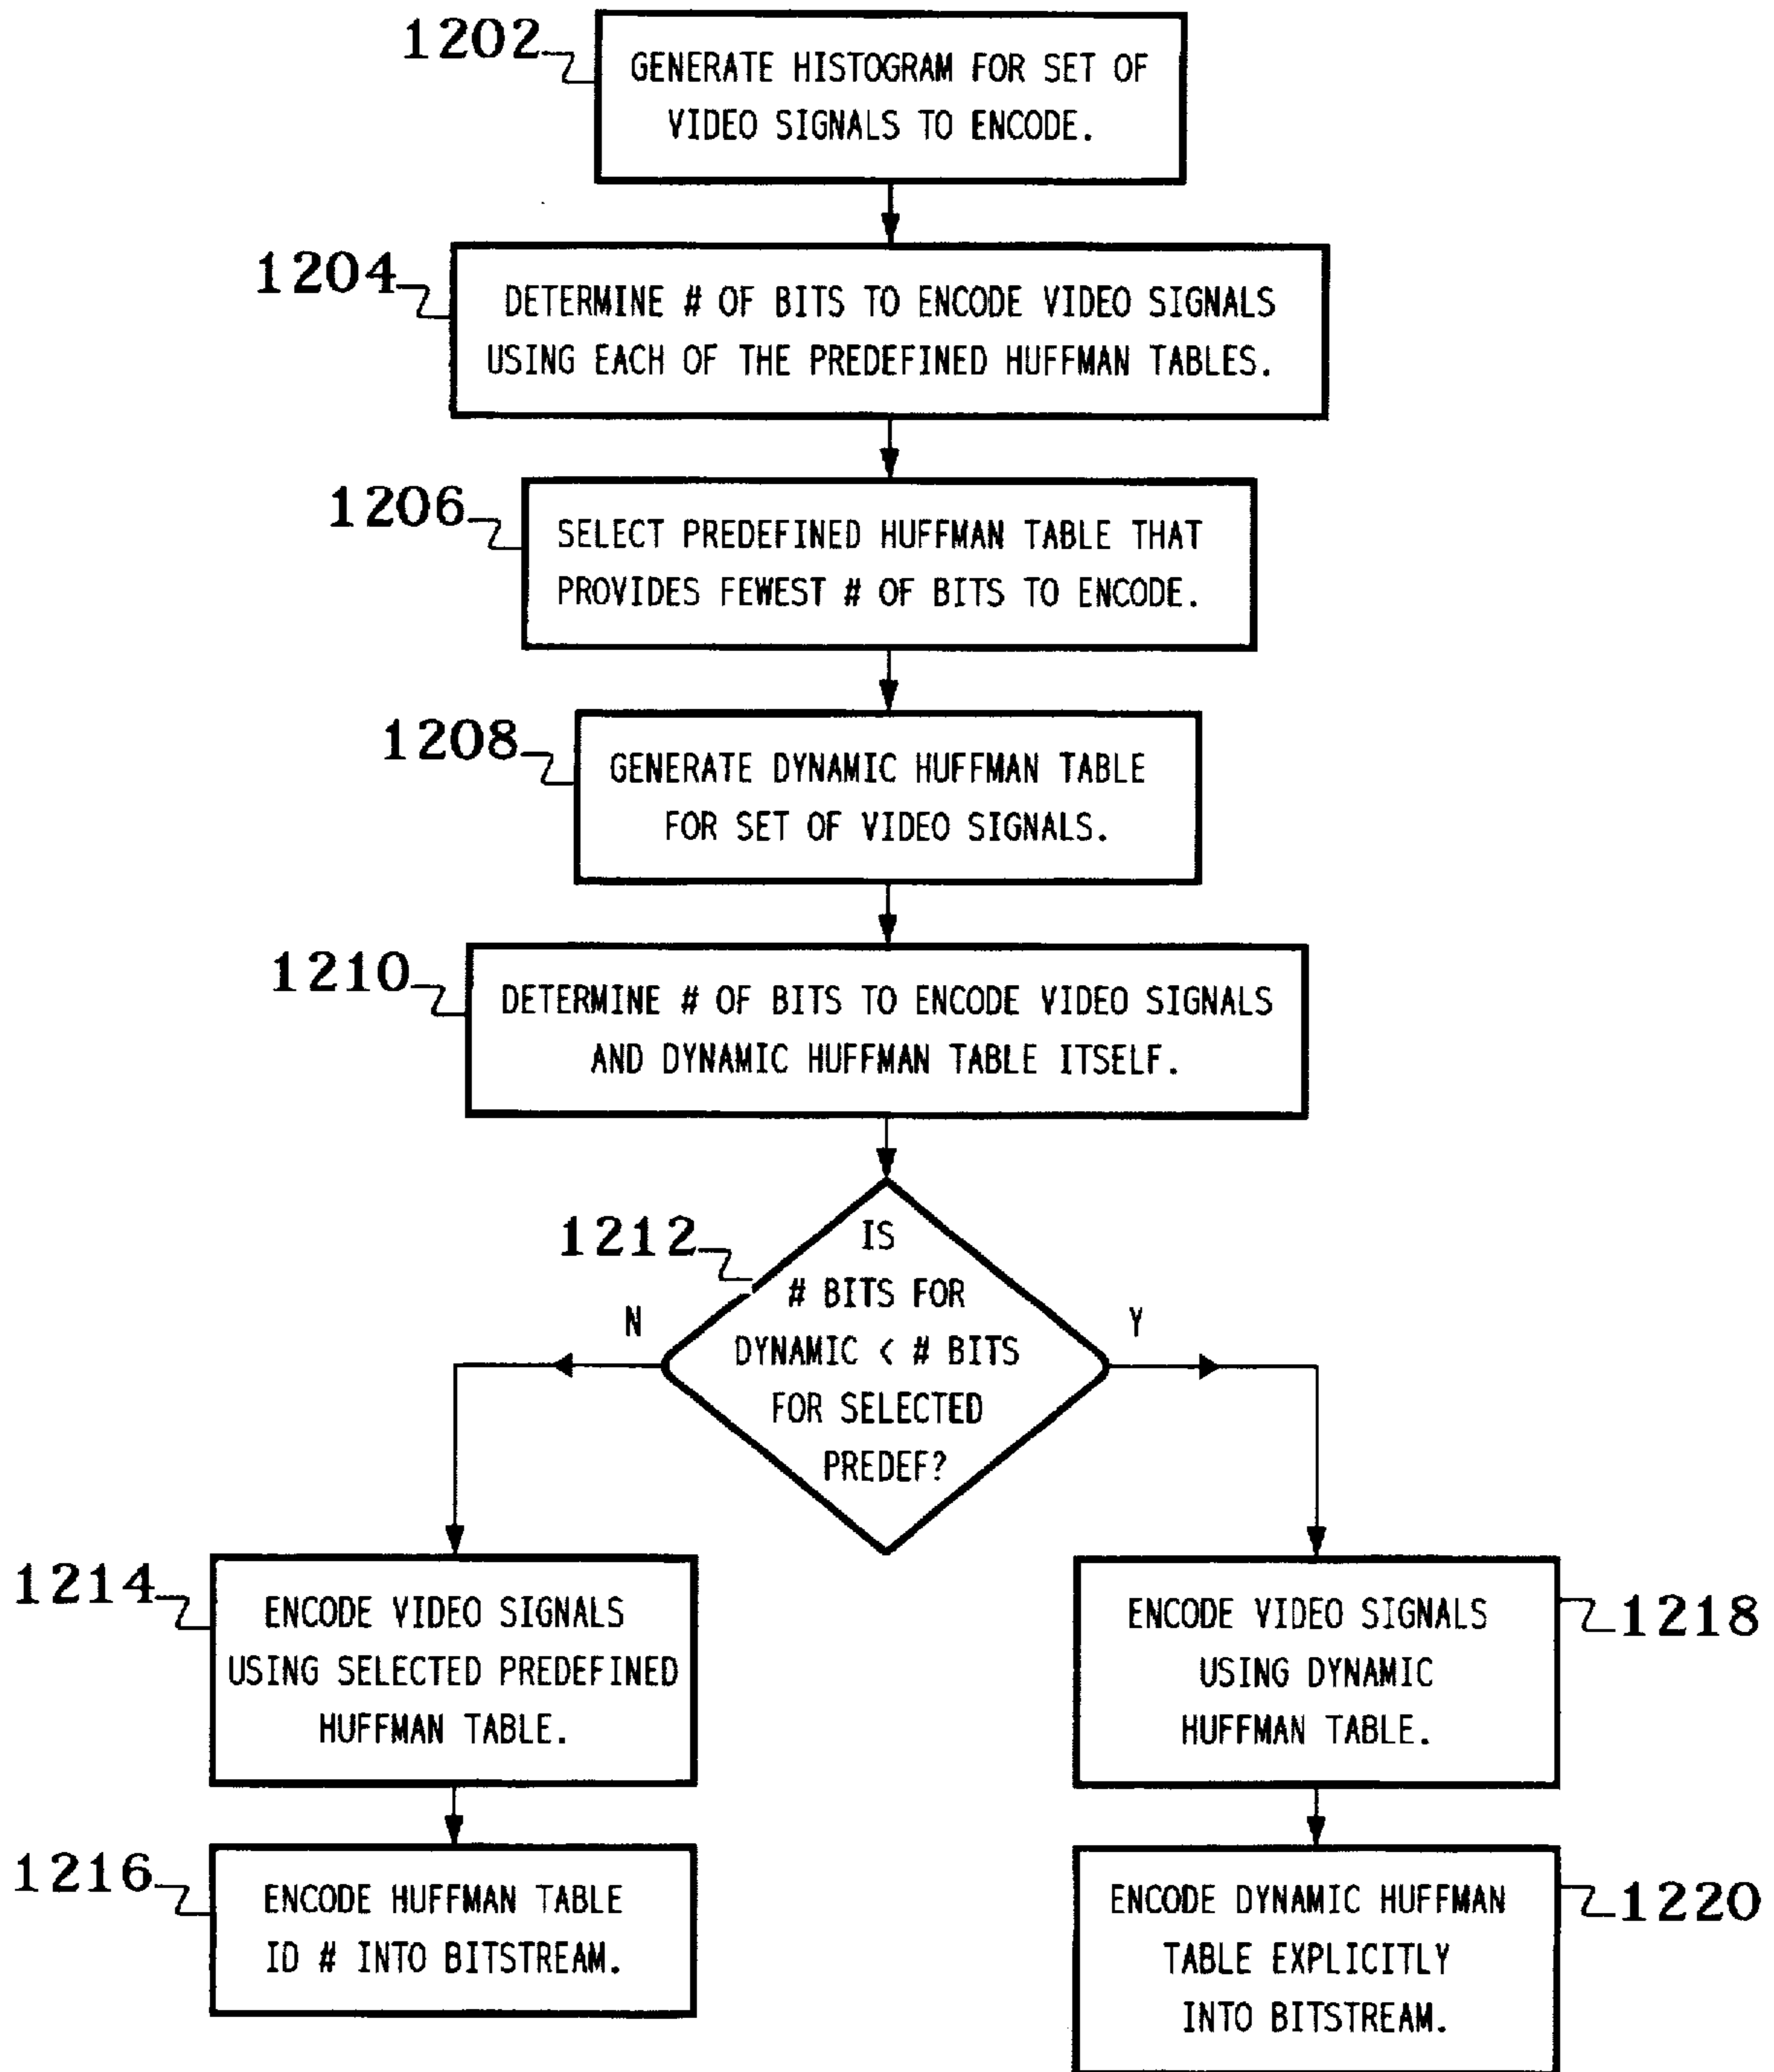 1202
GENERATE HISTOGRAM FOR SET OF
VIDEO SIGNALS TO ENCODE.
1204
DETERMINE # OF BITS TO ENCODE VIDEO SIGNALS
USING EACH OF THE PREDEFINED HUFFMAN TABLES.
1206
SELECT PREDEFINED HUFFMAN TABLE THAT
PROVIDES FEWEST # OF BITS TO ENCODE.
1208
GENERATE DYNAMIC HUFFMAN TABLE
FOR SET OF VIDEO SIGNALS.
1210
DETERMINE # OF BITS TO ENCODE VIDEO SIGNALS
AND DYNAMIC HUFFMAN TABLE ITSELF.
1212
IS
# BITS FOR
DYNAMIC < # BITS
FOR SELECTED
PREDEF?
N
Y
1214
ENCODE VIDEO SIGNALS
USING SELECTED PREDEFINED
HUFFMAN TABLE.
1216
ENCODE HUFFMAN TABLE
ID # INTO BITSTREAM.
1218
ENCODE VIDEO SIGNALS
USING DYNAMIC
HUFFMAN TABLE.
1220
ENCODE DYNAMIC HUFFMAN
TABLE EXPLICITLY
INTO BITSTREAM.